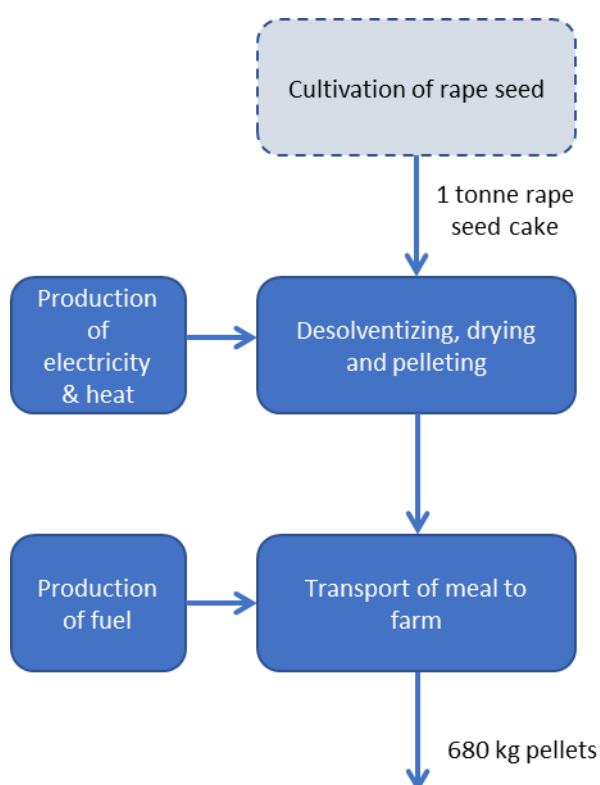 Cultivation of rape seed
1 tonne rape
seed cake
Production
of
electricity
& heat
Desolventizing, drying
and pelleting
Production
of fuel
Transport of meal to
farm
680 kg pellets